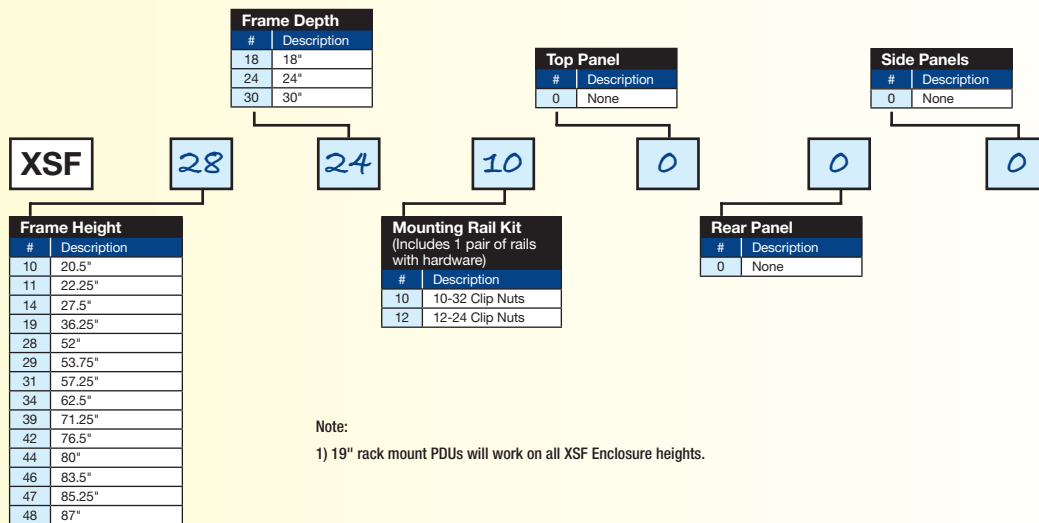 Frame Depth
# Description
18 18"
24 24"
30 30"
Top Panel
# Description
0 None
Side Panels
# Description
0 None
XSF 28 24 10 0 0 0
Frame Height
# Description
10 20.5"
11 22.25"
14 27.5"
19 36.25"
28 52"
29 53.75"
31 57.25"
34 62.5"
39 71.25"
42 76.5"
44 80"
46 83.5"
47 85.25"
48 87"
Mounting Rail Kit
(Includes 1 pair of rails
with hardware)
# Description
10 10-32 Clip Nuts
12 12-24 Clip Nuts
Rear Panel
# Description
0 None
Note:
1) 19" rack mount PDUs will work on all XSF Enclosure heights.